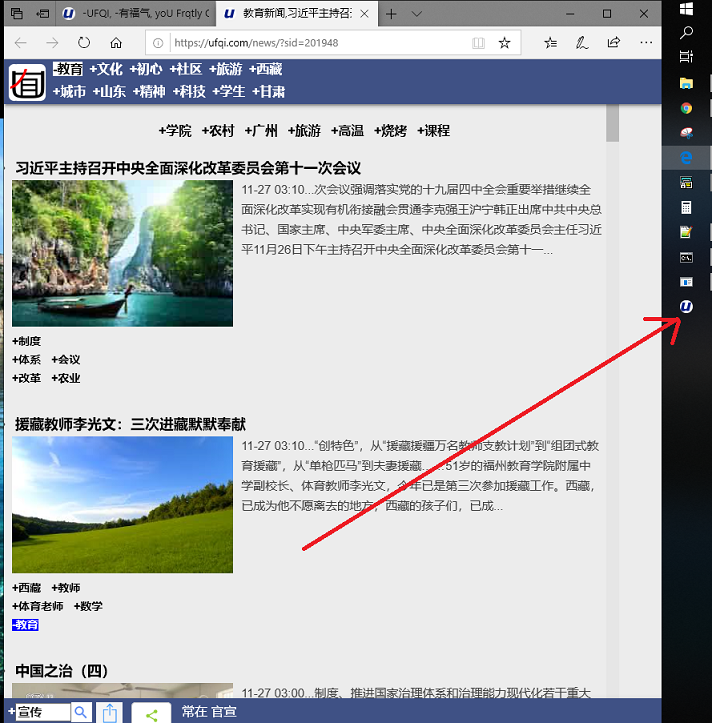 -UFQI, -有福气, yoU Frqtly Q
教育新闻,习近平主持召开
https://ufqi.com/news/?sid=201948
-教育 +文化 +初心 +社区 +旅游 +西藏
+城市 +山东 +精神 +科技 +学生 +甘肃
+学院 +农村 +广州 +旅游 +高温 +烧烤 +课程
习近平主持召开中央全面深化改革委员会第十一次会议
11-27 03:10...次会议强调落实党的十九届四中全会重要举措继续全
面深化改革实现有机衔接融会贯通李克强王沪宁韩正出席中共中央总
书记、国家主席、中央军委主席、中央全面深化改革委员会主任习近
平11月26日下午主持召开中央全面深化改革委员会第十一...
+制度
+体系 +会议
+改革 +农业
援藏教师李光文：三次进藏默默奉献
11-27 03:10...“创特色”，从“援藏援疆万名教师支教计划”到“组团式教
育援藏”，从“单枪匹马”到夫妻援藏……51岁的福州教育学院附属中
学副校长、体育教师李光文，今年已是第三次参加援藏工作。西藏，
已成为他不愿离去的地方，西藏的孩子们，已成...
+西藏 +教师
+体育老师 +数学
-教育
中国之治（四）
11-27 03:00...制度、推进国家治理体系和治理能力现代化若干重大
+宣传
常在 官宣